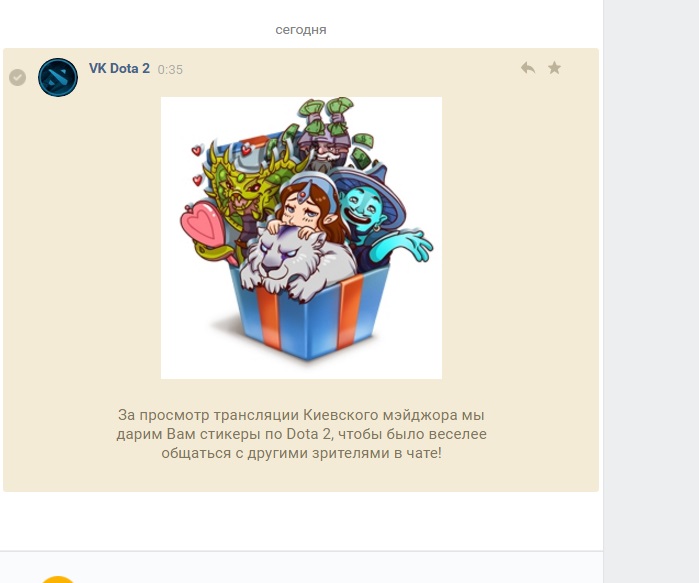 сегодня
VK Dota 2 0:35
За просмотр трансляции Киевского мэйджора мы
дарим Вам стикеры по Dota 2, чтобы было веселее
общаться с другими зрителями в чате!